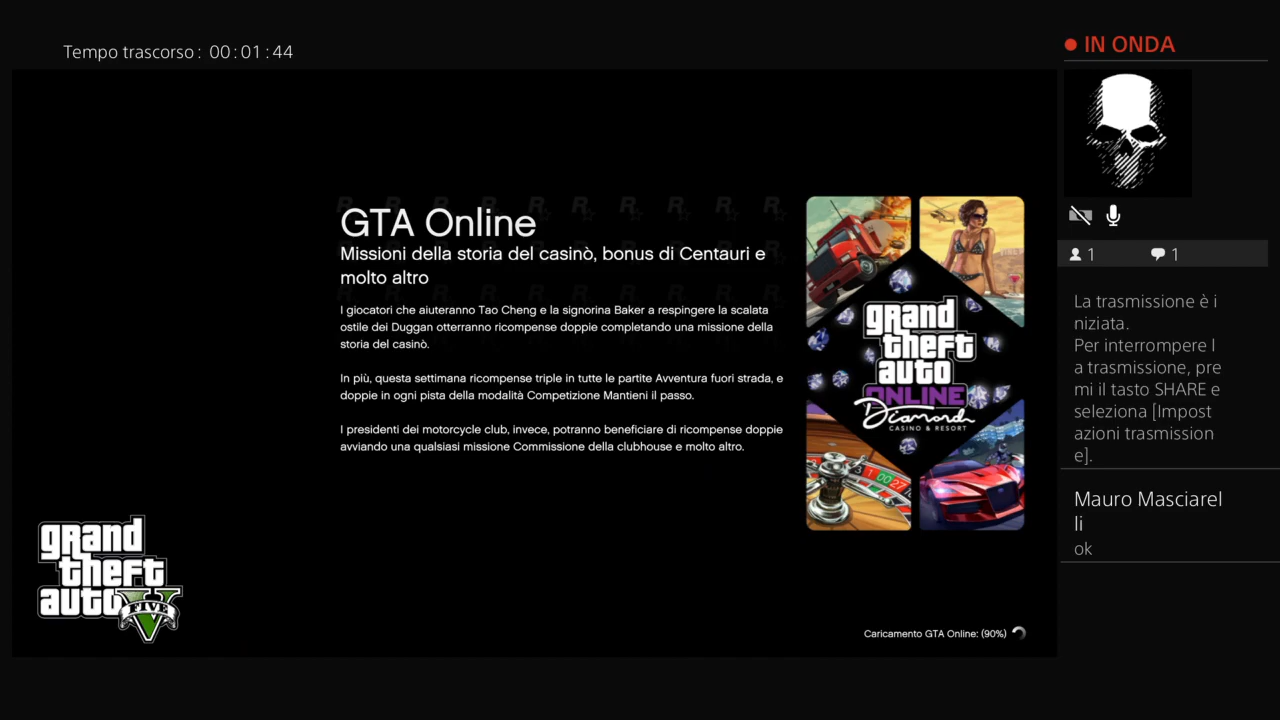 Tempo trascorso: 00:01:44
IN ONDA
GTA Online
Missioni della storia del casinò, bonus di Centauri e
molto altro
I giocatori che aiuteranno Tao Cheng e la signorina Baker a respingere la scalata
ostile dei Duggan otterranno ricompense doppie completando una missione della
storia del casinò.
In più, questa settimana ricompense triple in tutte le partite Avventura fuori strada, e
doppie in ogni pista della modalità Competizione Mantieni il passo.
I presidenti dei motorcycle club, invece, potranno beneficiare di ricompense doppie
avviando una qualsiasi missione Commissione della clubhouse e molto altro.
grand
theft
auto
ONLINE
Diamond
CASINO & RESORT
1 00 27
grand
theft
auto
FIVE
V
Caricamento GTA Online: (90%)
1
1
La trasmissione è i
niziata.
Per interrompere l
a trasmissione, pre
mi il tasto SHARE e
seleziona [Impost
azioni trasmission
e].
Mauro Masciarel
li
ok